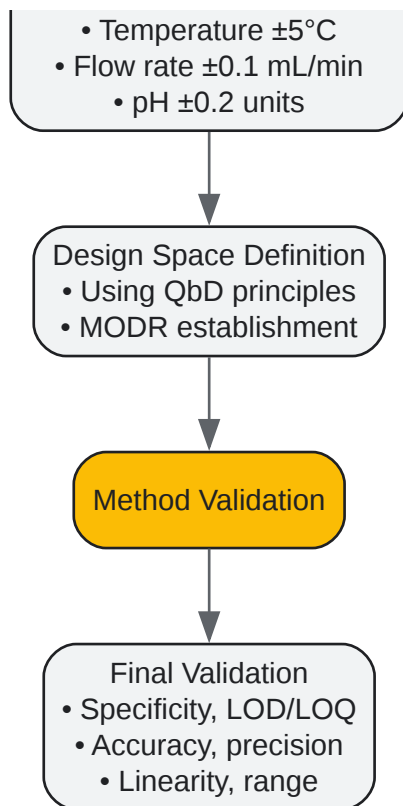 • Temperature ±5°C
• Flow rate ±0.1 mL/min
• pH ±0.2 units
Design Space Definition
• Using QbD principles
• MODR establishment
Method Validation
Final Validation
• Specificity, LOD/LOQ
• Accuracy, precision
• Linearity, range